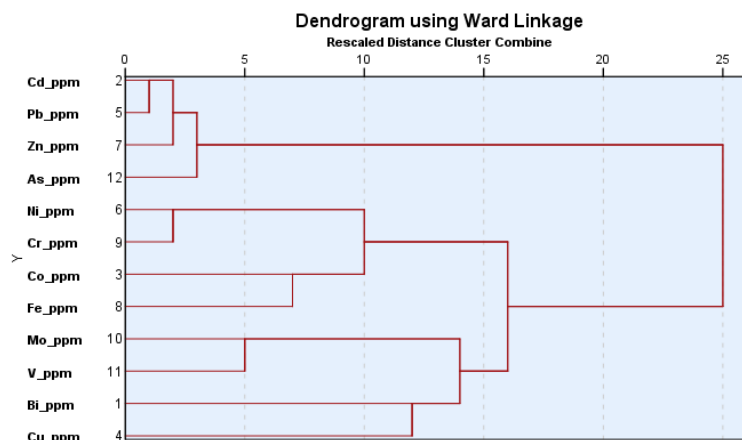 Dendrogram using Ward Linkage
Rescaled Distance Cluster Combine
0 5 10 15 20 25
Cd_ppm 2
Pb_ppm 5
Zn_ppm 7
As_ppm 12
Ni_ppm 6
Cr_ppm 9
Y
Co_ppm 3
Fe_ppm 8
Mo_ppm 10
V_ppm 11
Bi_ppm 1
Cu_ppm 4